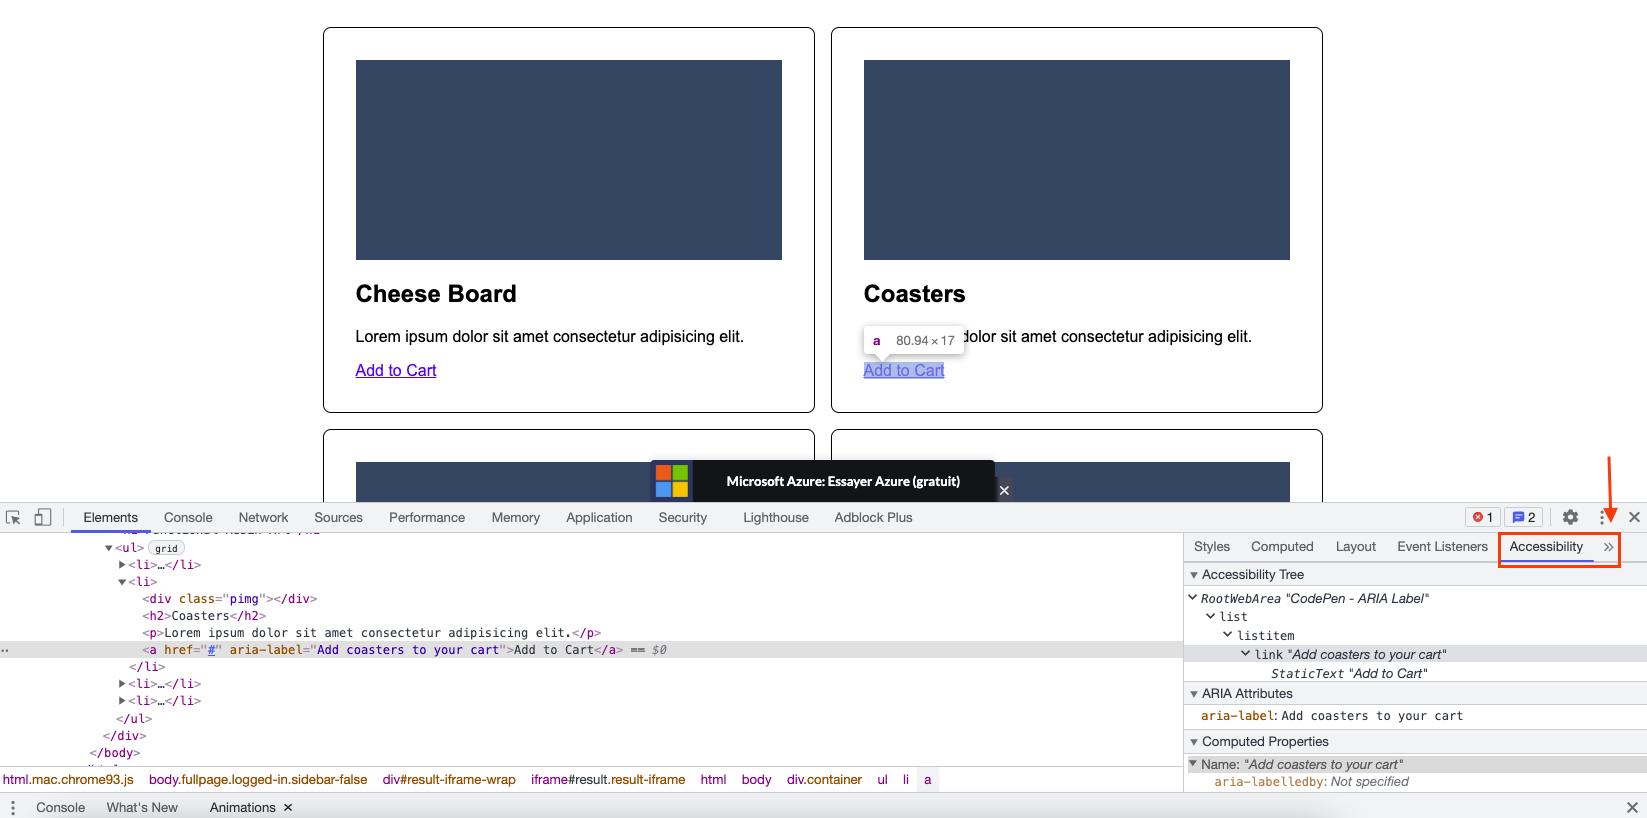 Cheese Board
Lorem ipsum dolor sit amet consectetur adipisicing elit.
Add to Cart
Coasters
dolor sit amet consectetur adipisicing elit.
a 80.94 × 17
Add to Cart
Microsoft Azure: Essayer Azure (gratuit)
Elements Console Network Sources Performance Memory Application Security Lighthouse Adblock Plus 1 2
▼<ul> grid
▶<li>…</li>
▼<li>
<div class="pimg"></div>
<h2>Coasters</h2>
<p>Lorem ipsum dolor sit amet consectetur adipisicing elit.</p>
<a href="#" aria-label="Add coasters to your cart">Add to Cart</a> == $0
</li>
▶<li>…</li>
▶<li>…</li>
</ul>
</div>
</body>
html.mac.chrome93.js body.fullpage.logged-in.sidebar-false div#result-iframe-wrap iframe#result.result-iframe html body div.container ul li a
Styles Computed Layout Event Listeners Accessibility »
▼ Accessibility Tree
RootWebArea "CodePen - ARIA Label"
list
listitem
link "Add coasters to your cart"
StaticText "Add to Cart"
▼ ARIA Attributes
aria-label: Add coasters to your cart
▼ Computed Properties
▼ Name: "Add coasters to your cart"
aria-labelledby: Not specified
Console What's New Animations ×